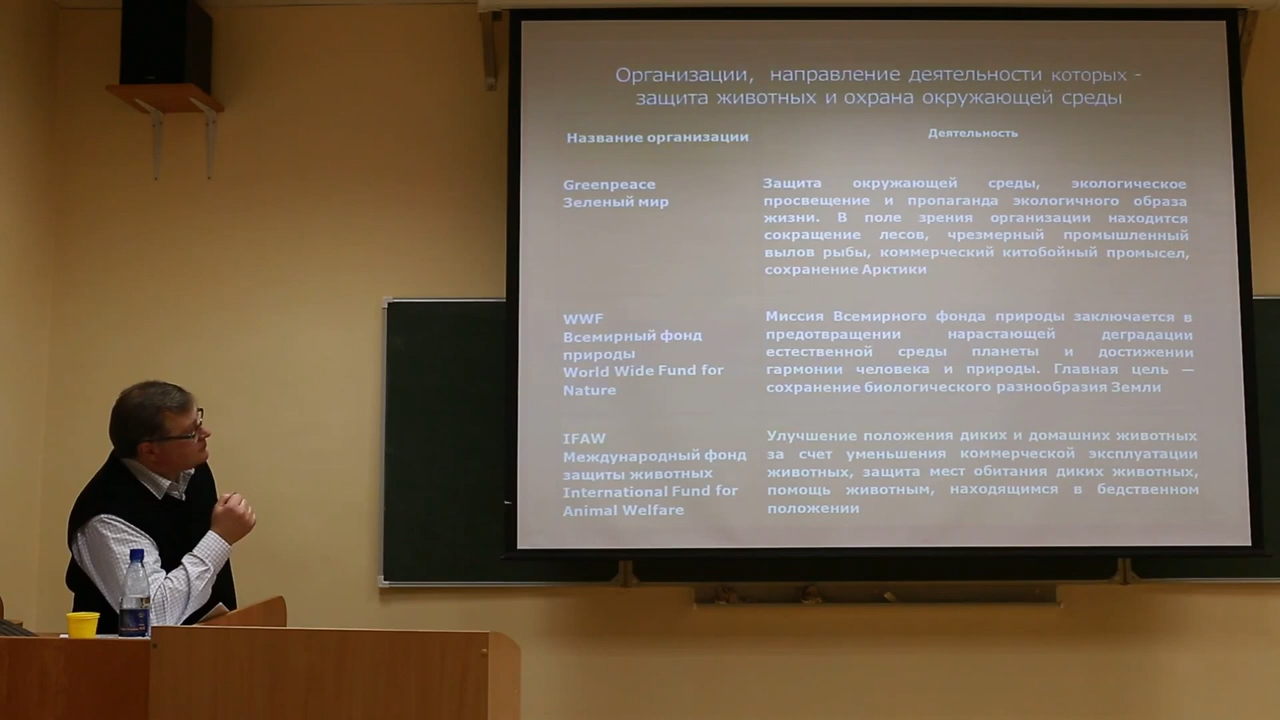 Организации, направление деятельности которых -
защита животных и охрана окружающей среды
Название организации
Деятельность
Greenpeace
Зеленый мир
Защита окружающей среды, экологическое
просвещение и пропаганда экологичного образа
жизни. В поле зрения организации находится
сокращение лесов, чрезмерный промышленный
вылов рыбы, коммерческий китобойный промысел,
сохранение Арктики
WWF
Всемирный фонд
природы
World Wide Fund for
Nature
Миссия Всемирного фонда природы заключается в
предотвращении нарастающей деградации
естественной среды планеты и достижении
гармонии человека и природы. Главная цель —
сохранение биологического разнообразия Земли
IFAW
Международный фонд
защиты животных
International Fund for
Animal Welfare
Улучшение положения диких и домашних животных
за счет уменьшения коммерческой эксплуатации
животных, защита мест обитания диких животных,
помощь животным, находящимся в бедственном
положении